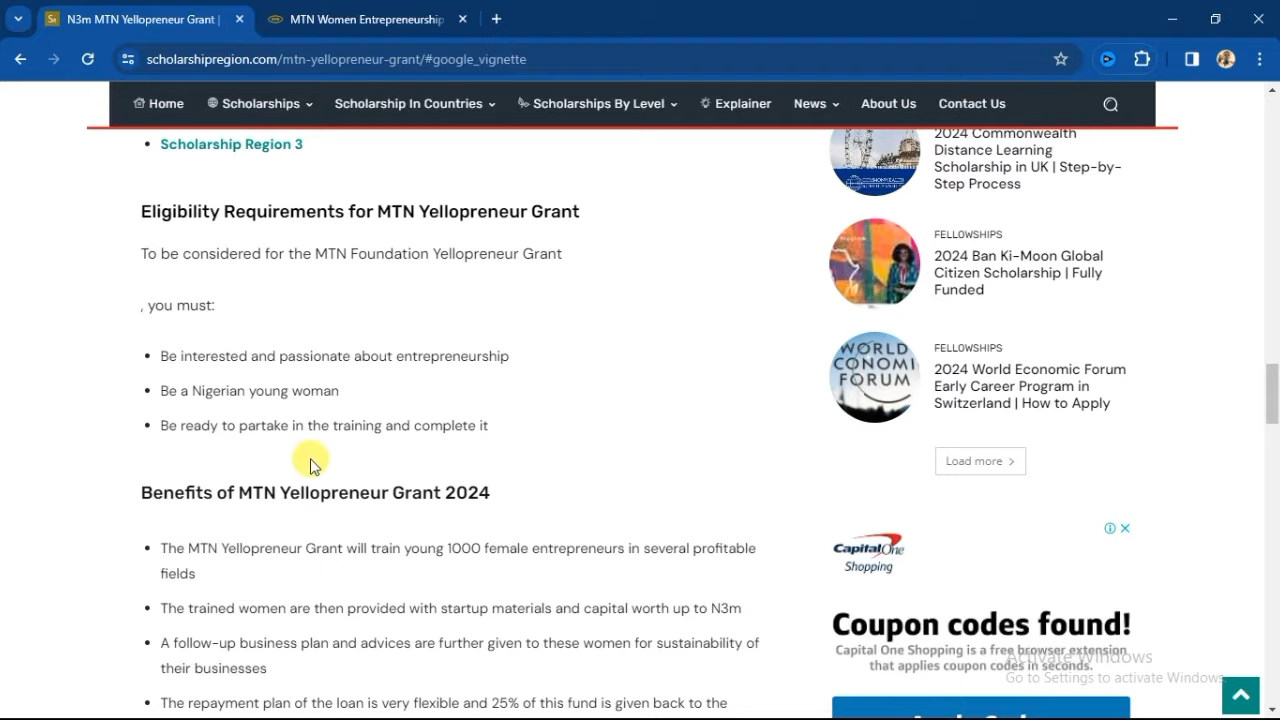 N3m MTN Yellopreneur Grant |
MTN Women Entrepreneurship
scholarshipregion.com/mtn-yellopreneur-grant/#google_vignette
Home
Scholarships
Scholarship In Countries
Scholarships By Level
Explainer
News
About Us
Contact Us
Scholarship Region 3
Eligibility Requirements for MTN Yellopreneur Grant
To be considered for the MTN Foundation Yellopreneur Grant
, you must:
• Be interested and passionate about entrepreneurship
• Be a Nigerian young woman
• Be ready to partake in the training and complete it
Benefits of MTN Yellopreneur Grant 2024
• The MTN Yellopreneur Grant will train young 1000 female entrepreneurs in several profitable
fields
• The trained women are then provided with startup materials and capital worth up to N3m
• A follow-up business plan and advices are further given to these women for sustainability of
their businesses
• The repayment plan of the loan is very flexible and 25% of this fund is given back to the
2024 Commonwealth
Distance Learning
Scholarship in UK | Step-by-
Step Process
FELLOWSHIPS
2024 Ban Ki-Moon Global
Citizen Scholarship | Fully
Funded
WORLD
ECONOMIC
FORUM
FELLOWSHIPS
2024 World Economic Forum
Early Career Program in
Switzerland | How to Apply
Load more >
Capital One
Shopping
Coupon codes found!
Capital One Shopping is a free browser extension
that applies coupon codes in seconds.
Activate Windows
Go to Settings to activate Windows.